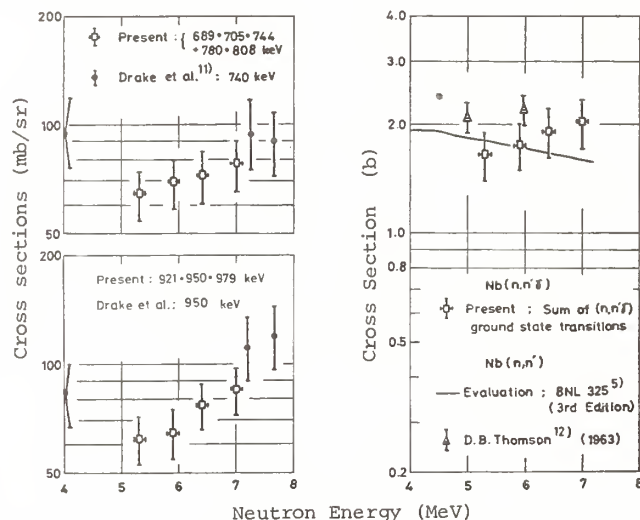 200
Present : { 689+705+744
+780+808 keV
Drake et al. 11) : 740 keV
100
50
Cross sections (mb/sr)
200
Present : 921+950+979 keV
Drake et al. : 950 keV
100
50
4 5 6 7 8
4.0
2.0
1.0
0.8
0.5
0.2
Cross Section (b)
Nb (n,n'γ)
Present : Sum of (n,n'γ)
ground state transitions
Nb (n,n')
Evaluation : BNL 325 5)
(3rd Edition)
D.B. Thomson 12) (1963)
4 5 6 7 8
Neutron Energy (MeV)